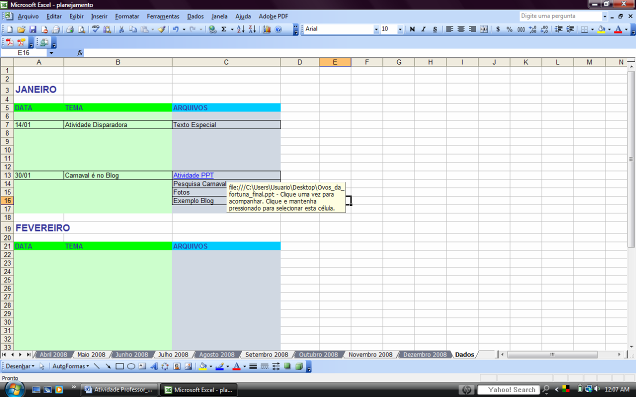 Microsoft Excel - planejamento
Arquivo Editar Exibir Inserir Formatar Ferramentas Dados Janela Ajuda Adobe PDF
Digite uma pergunta
Arial 10
E16 fx
A B C D E F G H I J K L M N
1
2
3 JANEIRO
4
5 DATA TEMA ARQUIVOS
6
7 14/01 Atividade Disparadora Texto Especial
8
9
10
11
12
13 30/01 Carnaval é no Blog Atividade PPT
14 Pesquisa Carnaval
15 Fotos
16 Exemplo Blog
17
file:///C:\Users\Usuario\Desktop\Ovos_da_
fortuna_final.ppt - Clique uma vez para
acompanhar. Clique e mantenha
pressionado para selecionar esta célula.
18
19 FEVEREIRO
20
21 DATA TEMA ARQUIVOS
22
23
24
25
26
27
28
29
30
31
32
33
Abril 2008 Maio 2008 Junho 2008 Julho 2008 Agosto 2008 Setembro 2008 Outubro 2008 Novembro 2008 Dezembro 2008 Dados
Desenhar AutoFormas
Pronto
Atividade Professor_... Microsoft Excel - pla... hp Yahoo! Search 12:07 AM